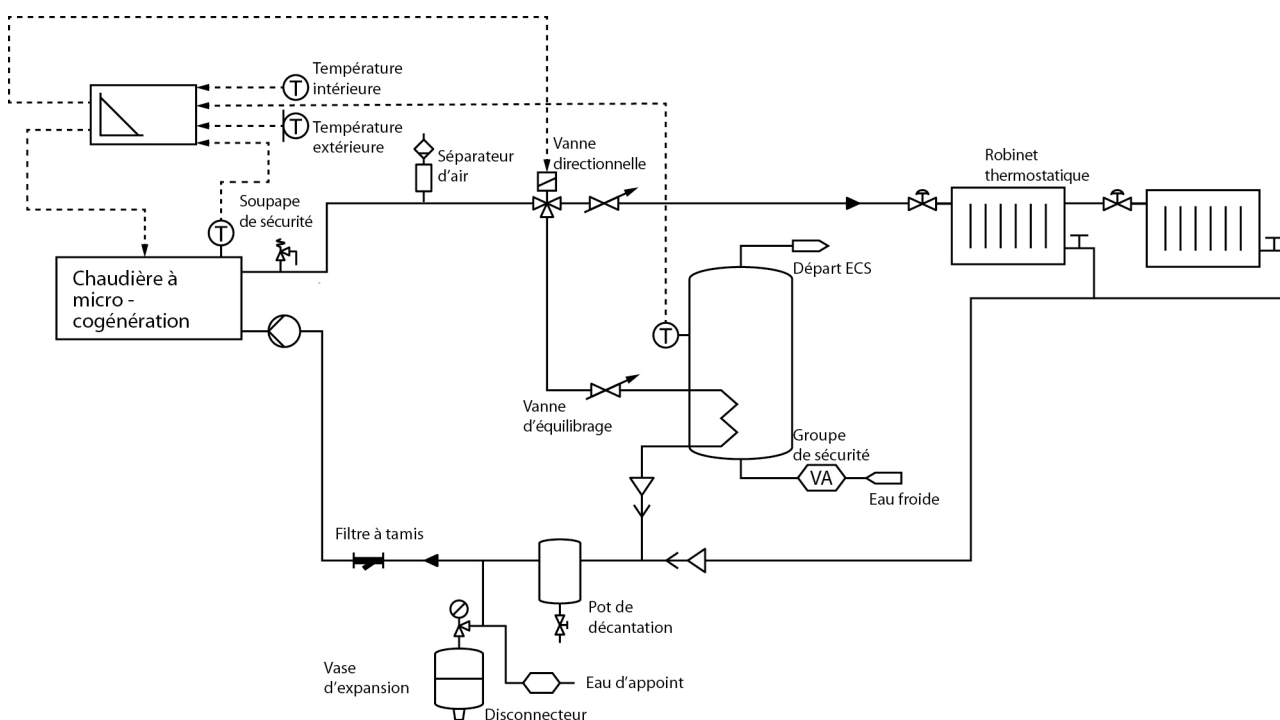 Température
intérieure
T
Température
extérieure
T
Séparateur
d'air
Vanne
directionnelle
Robinet
thermostatique
Soupape
de sécurité
T
Chaudière à
micro -
cogénération
Départ ECS
T
Vanne
d'équilibrage
Groupe
de sécurité
VA
Eau froide
Filtre à tamis
Pot de
décantation
Vase
d'expansion
Eau d'appoint
Disconnecteur